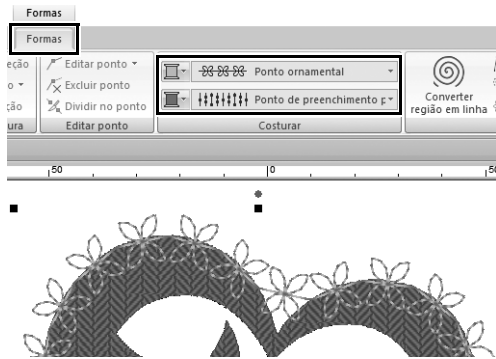 Formas
Formas
eção
Editar ponto
Ponto ornamental
o
Excluir ponto
Converter
ção
Dividir no ponto
Ponto de preenchimento p
região em linha
ura
Editar ponto
Costurar
50
0
50